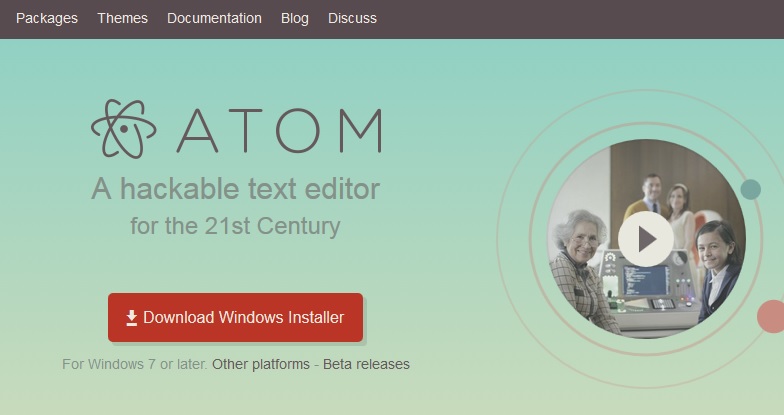 Packages Themes Documentation Blog Discuss
ATOM
A hackable text editor
for the 21st Century
Download Windows Installer
For Windows 7 or later. Other platforms - Beta releases